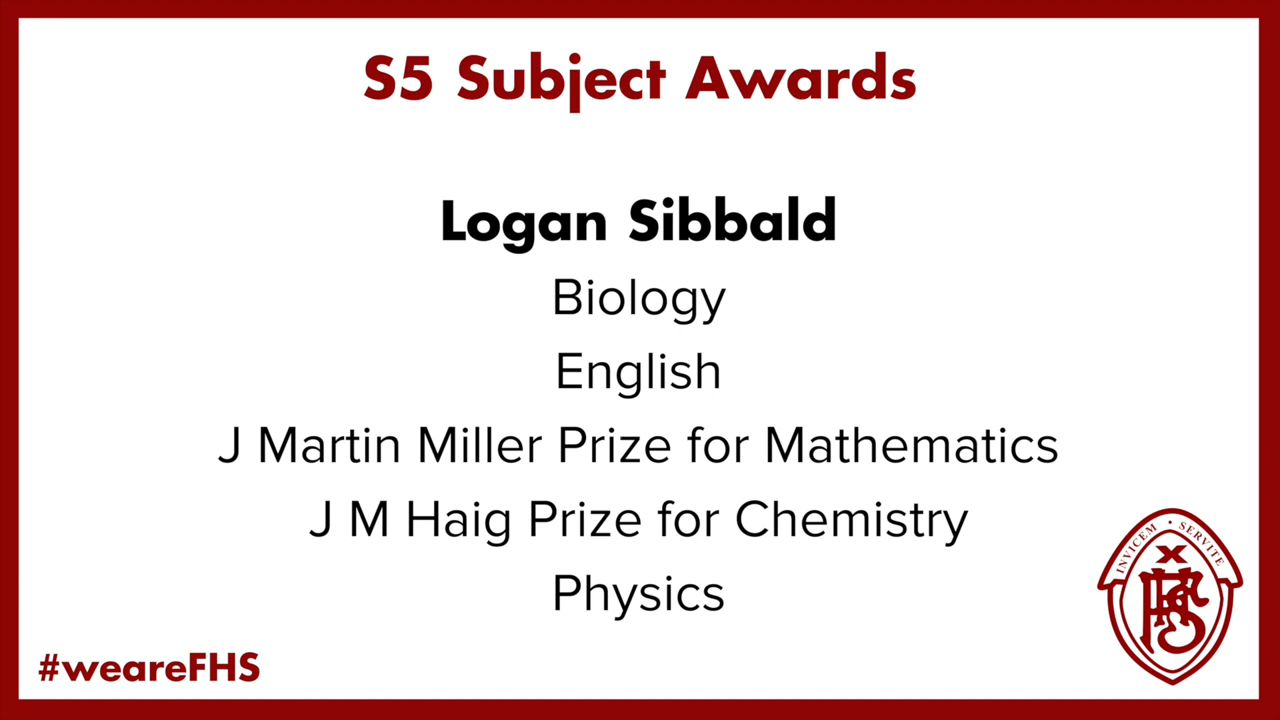 S5 Subject Awards
Logan Sibbald
Biology
English
J Martin Miller Prize for Mathematics
J M Haig Prize for Chemistry
Physics
INVICEM • SERVITE
X
FHS
#weareFHS